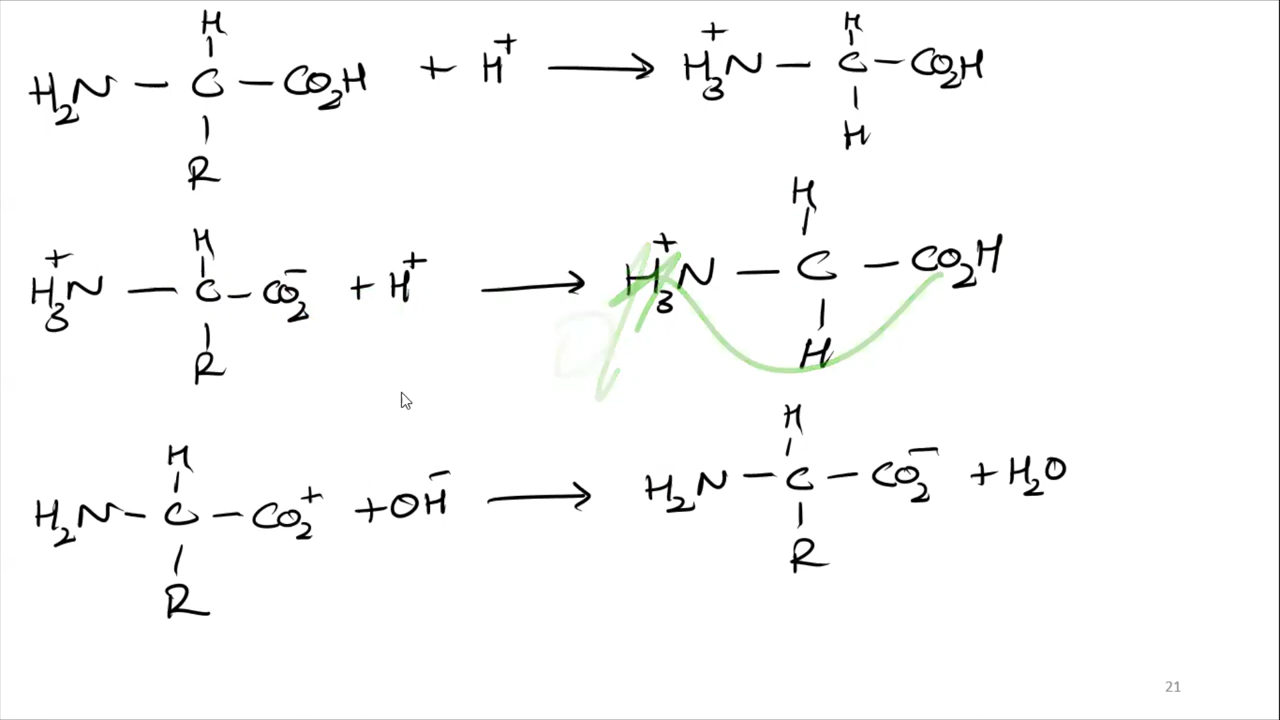 H H
H₂N – C – CO₂H + H⁺ ⟶ H₃N⁺ – C – CO₂H
R H
H H
H₃N⁺ – C – CO₂⁻ + H⁺ ⟶ H₃N⁺ – C – CO₂H
R H
H H
H₂N – C – CO₂⁺ + OH⁻ ⟶ H₂N – C – CO₂⁻ + H₂O
R R
21